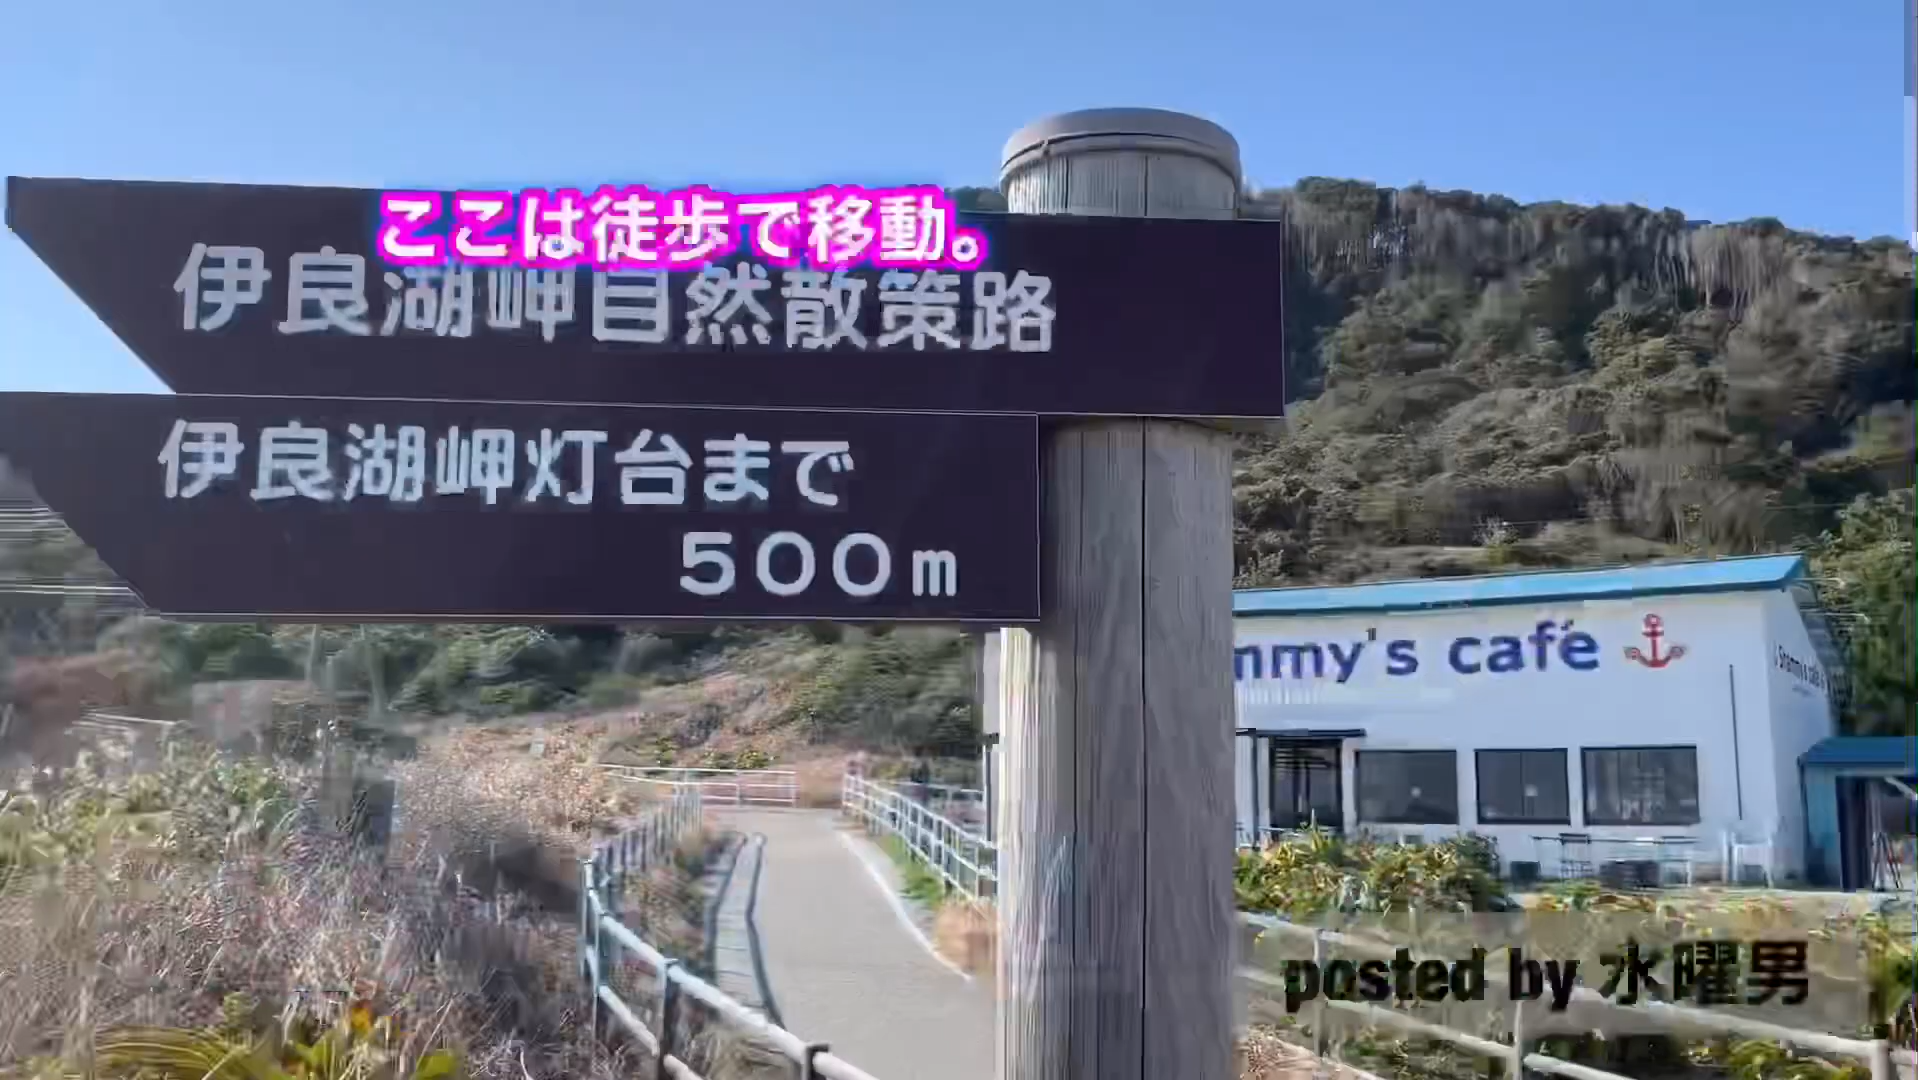 ここは徒歩で移動。
伊良湖岬自然散策路
伊良湖岬灯台まで
500m
mmy's café
posted by 水曜男